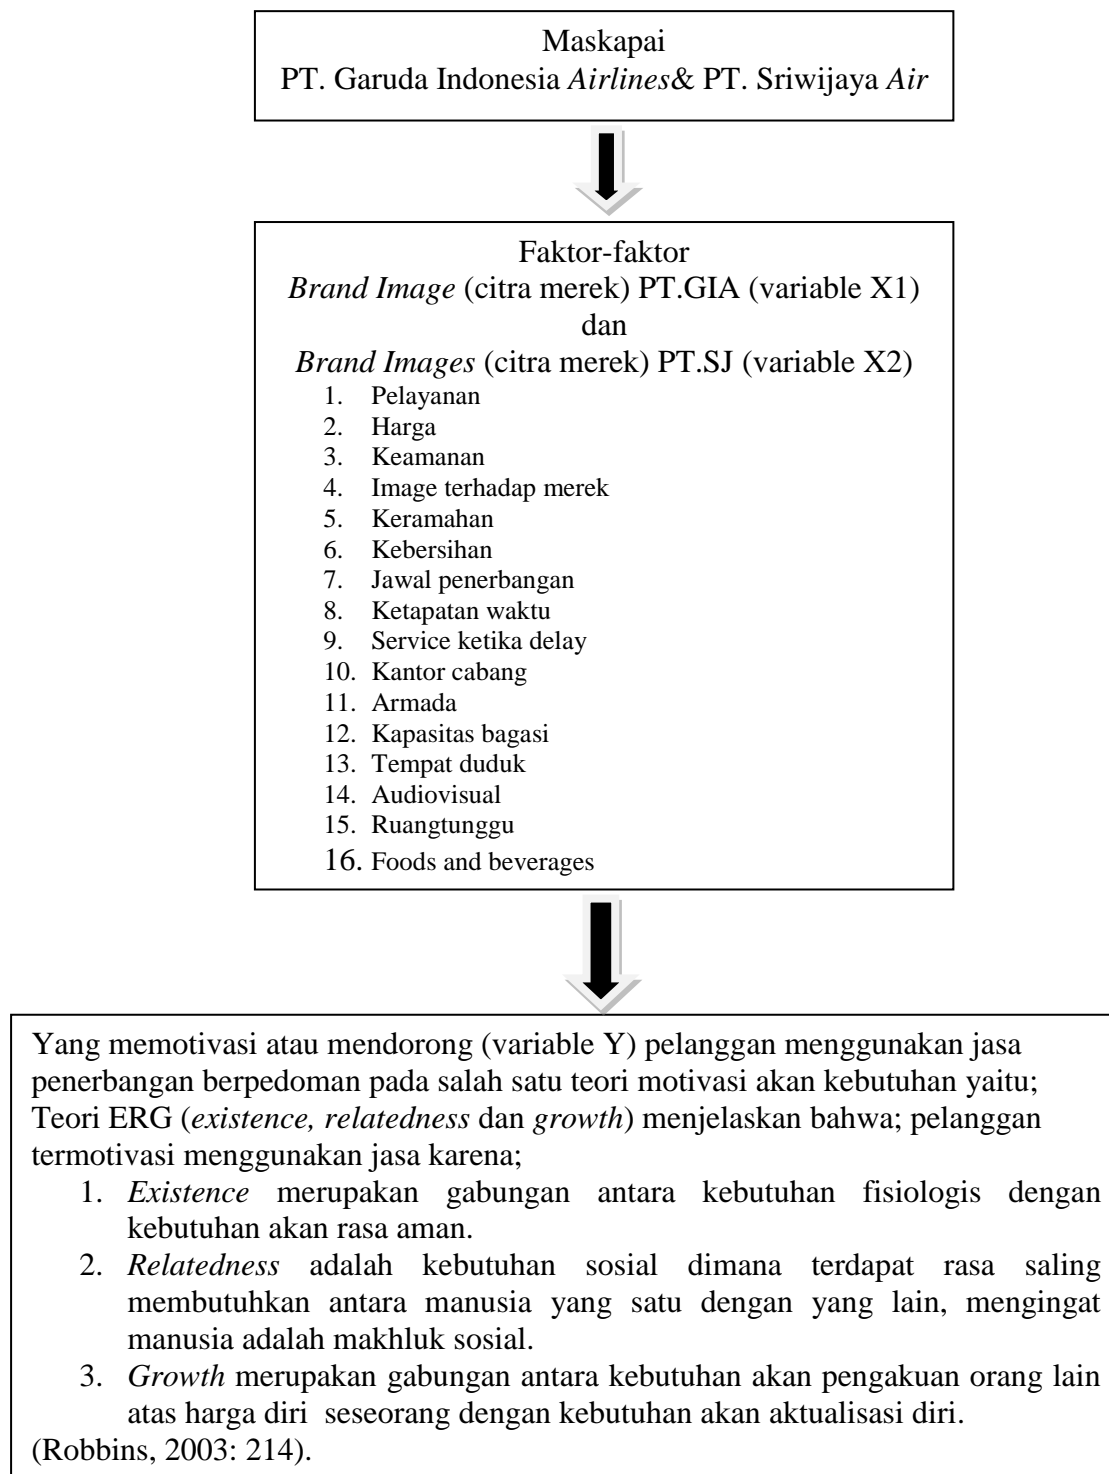 Maskapai
PT. Garuda Indonesia Airlines& PT. Sriwijaya Air
Faktor-faktor
Brand Image (citra merek) PT.GIA (variable X1)
dan
Brand Images (citra merek) PT.SJ (variable X2)
1. Pelayanan
2. Harga
3. Keamanan
4. Image terhadap merek
5. Keramahan
6. Kebersihan
7. Jawal penerbangan
8. Ketapatan waktu
9. Service ketika delay
10. Kantor cabang
11. Armada
12. Kapasitas bagasi
13. Tempat duduk
14. Audiovisual
15. Ruangtunggu
16. Foods and beverages
Yang memotivasi atau mendorong (variable Y) pelanggan menggunakan jasa
penerbangan berpedoman pada salah satu teori motivasi akan kebutuhan yaitu;
Teori ERG (existence, relatedness dan growth) menjelaskan bahwa; pelanggan
termotivasi menggunakan jasa karena;
1. Existence merupakan gabungan antara kebutuhan fisiologis dengan
kebutuhan akan rasa aman.
2. Relatedness adalah kebutuhan sosial dimana terdapat rasa saling
membutuhkan antara manusia yang satu dengan yang lain, mengingat
manusia adalah makhluk sosial.
3. Growth merupakan gabungan antara kebutuhan akan pengakuan orang lain
atas harga diri seseorang dengan kebutuhan akan aktualisasi diri.
(Robbins, 2003: 214).